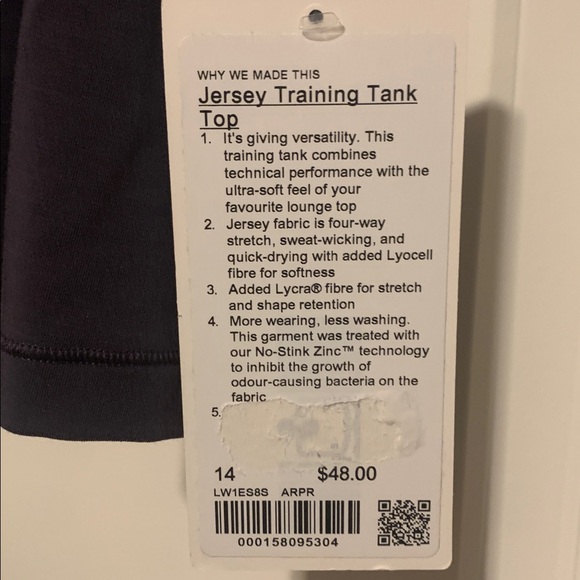 WHY WE MADE THIS
Jersey Training Tank
Top
1. It's giving versatility. This
training tank combines
technical performance with the
ultra-soft feel of your
favourite lounge top
2. Jersey fabric is four-way
stretch, sweat-wicking, and
quick-drying with added Lyocell
fibre for softness
3. Added Lycra® fibre for stretch
and shape retention
4. More wearing, less washing.
This garment was treated with
our No-Stink Zinc™ technology
to inhibit the growth of
odour-causing bacteria on the
fabric
5.
14 $48.00
LW1ES8S ARPR
000158095304